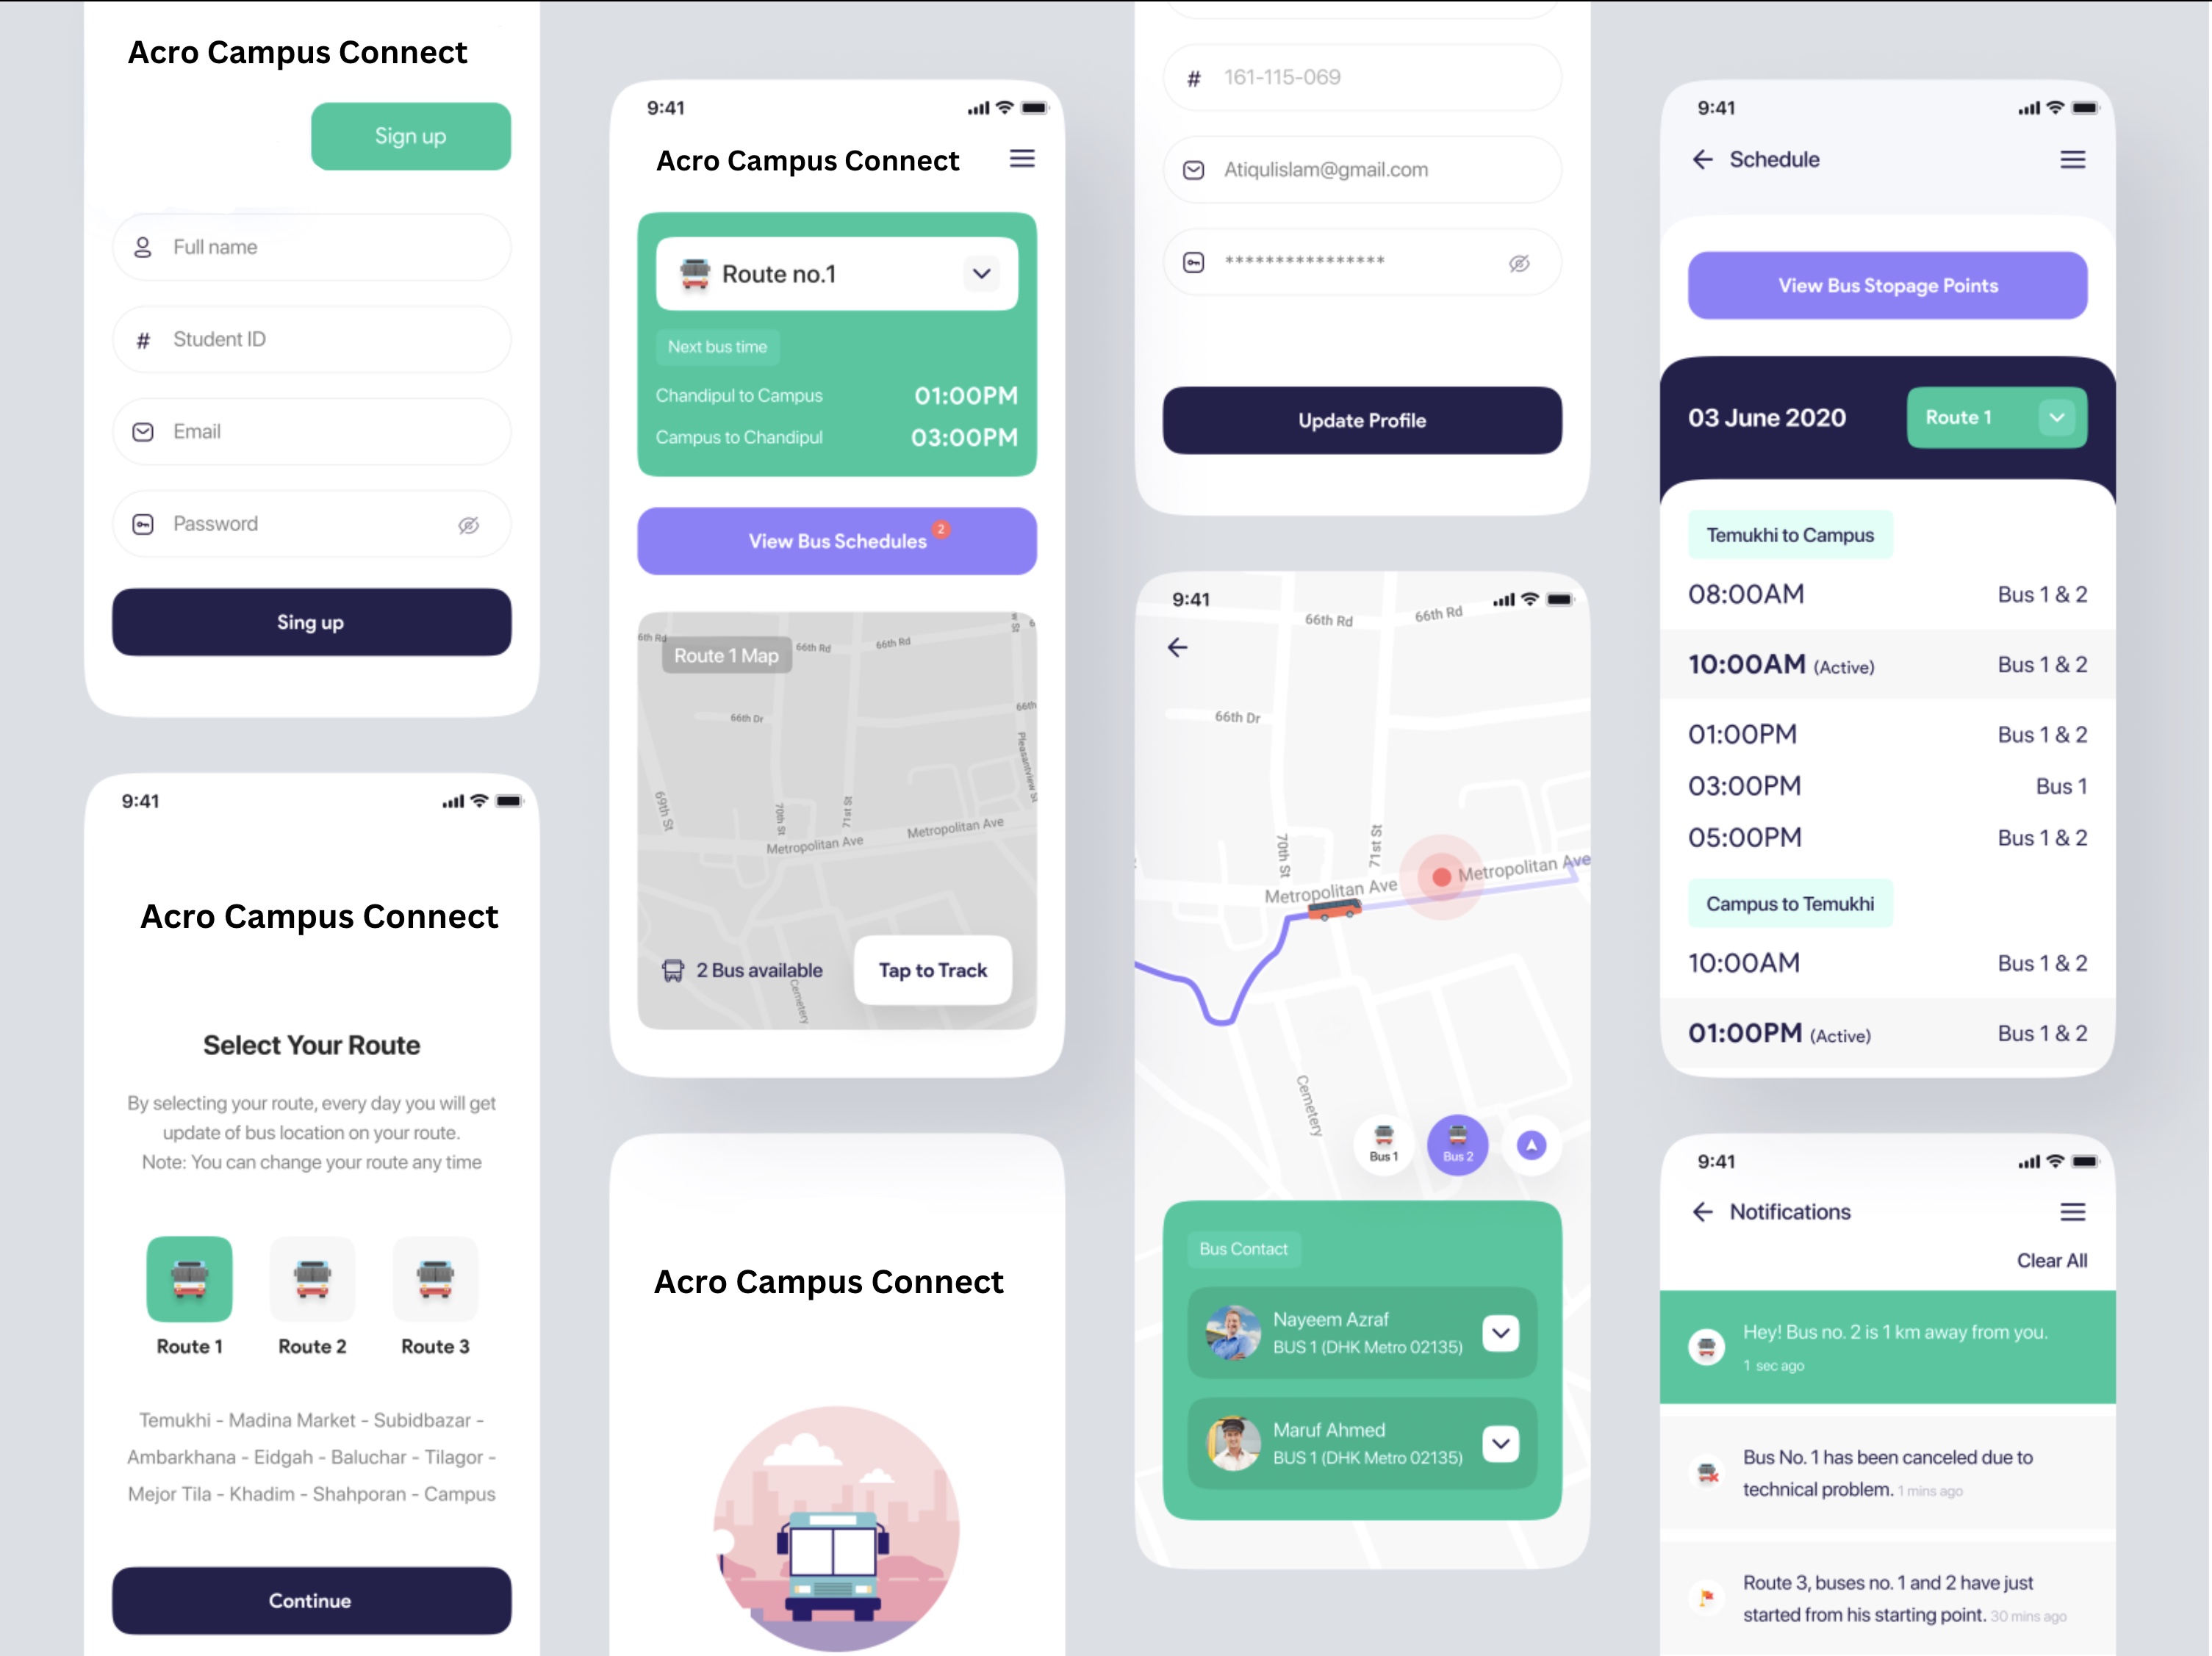 Acro Campus Connect
Sign up
Full name
# Student ID
Email
Password
Sing up
9:41
Acro Campus Connect
Select Your Route
By selecting your route, every day you will get
update of bus location on your route.
Note: You can change your route any time
Route 1
Route 2
Route 3
Temukhi - Madina Market - Subidbazar -
Ambarkhana - Eidgah - Baluchar - Tilagor -
Mejor Tila - Khadim - Shahporan - Campus
Continue
9:41
Acro Campus Connect
Route no.1
Next bus time
Chandipul to Campus 01:00PM
Campus to Chandipul 03:00PM
View Bus Schedules 2
6th Rd
Route 1 Map
66th Rd
66th Rd
w St
6
66th Dr
66th
Pleasantview St
69th St
70th St
71st St
Metropolitan Ave
Metropolitan Ave
2 Bus available
Tap to Track
Cemetery
Acro Campus Connect
# 161-115-069
Atiqulislam@gmail.com
****************
Update Profile
9:41
66th Rd
66th Rd
66th Dr
70th St
71st St
Metropolitan Ave
Metropolitan Ave
Cemetery
Bus 1
Bus 2
Bus Contact
Nayeem Azraf
BUS 1 (DHK Metro 02135)
Maruf Ahmed
BUS 1 (DHK Metro 02135)
9:41
Schedule
View Bus Stopage Points
03 June 2020
Route 1
Temukhi to Campus
08:00AM Bus 1 & 2
10:00AM (Active) Bus 1 & 2
01:00PM Bus 1 & 2
03:00PM Bus 1
05:00PM Bus 1 & 2
Campus to Temukhi
10:00AM Bus 1 & 2
01:00PM (Active) Bus 1 & 2
9:41
Notifications
Clear All
Hey! Bus no. 2 is 1 km away from you.
1 sec ago
Bus No. 1 has been canceled due to
technical problem. 1 mins ago
Route 3, buses no. 1 and 2 have just
started from his starting point. 30 mins ago